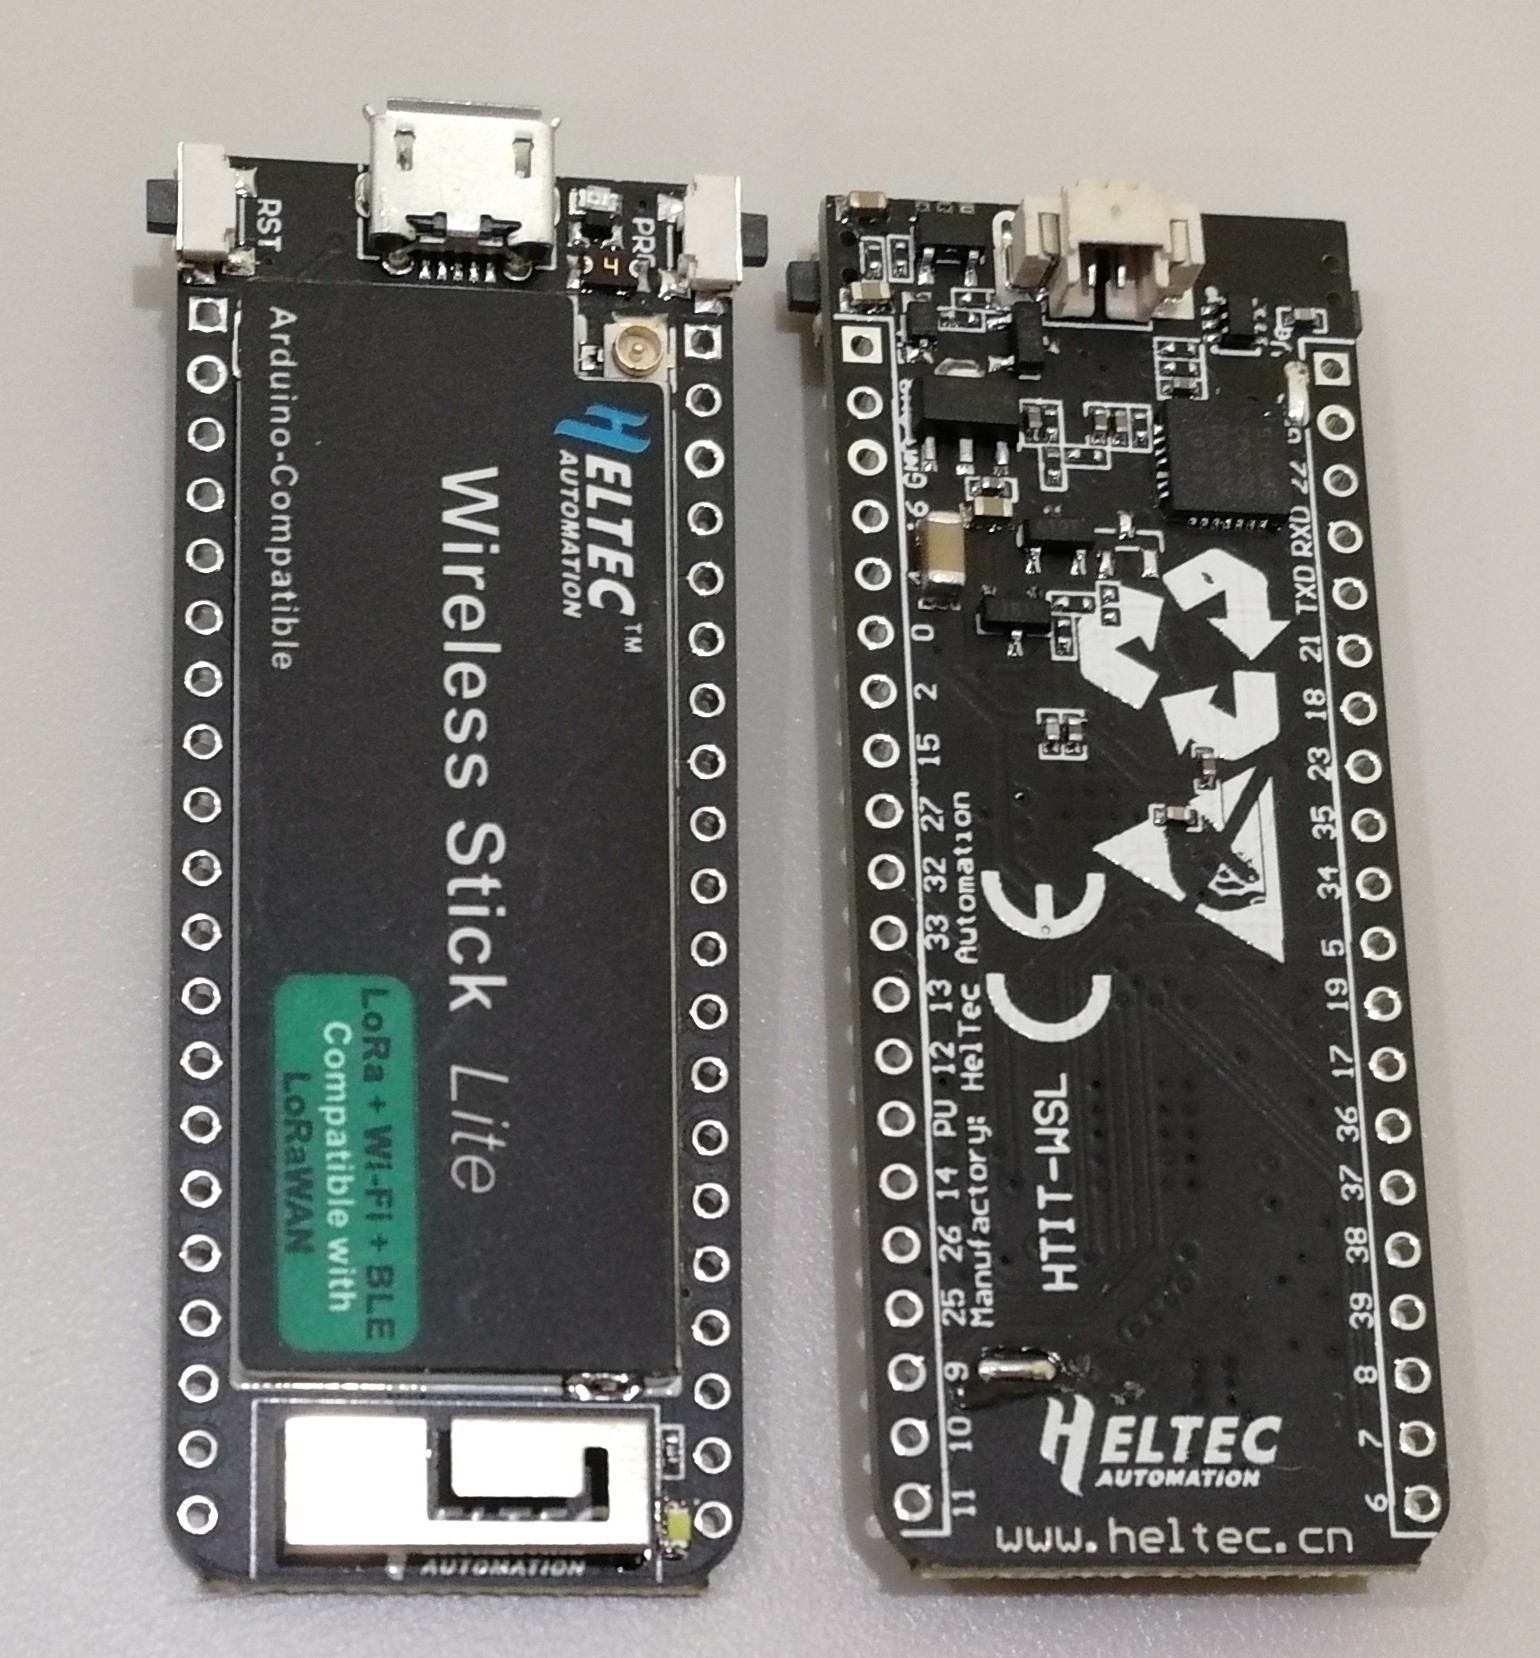 RST
PR
4
Arduino-Compatible
HELTEC™
AUTOMATION
Wireless Stick Lite
LoRa + Wi-Fi + BLE
Compatible with
LoRaWAN
AUTOMATION
0
2
15
27
32
33
13
12
PU
14
26
25
9
10
11
Manufactory: HelTec Automation
CE
HTIT-WSL
22
RXD
TXD
21
18
23
35
34
5
19
17
36
37
38
39
8
7
6
HELTEC
AUTOMATION
www.heltec.cn